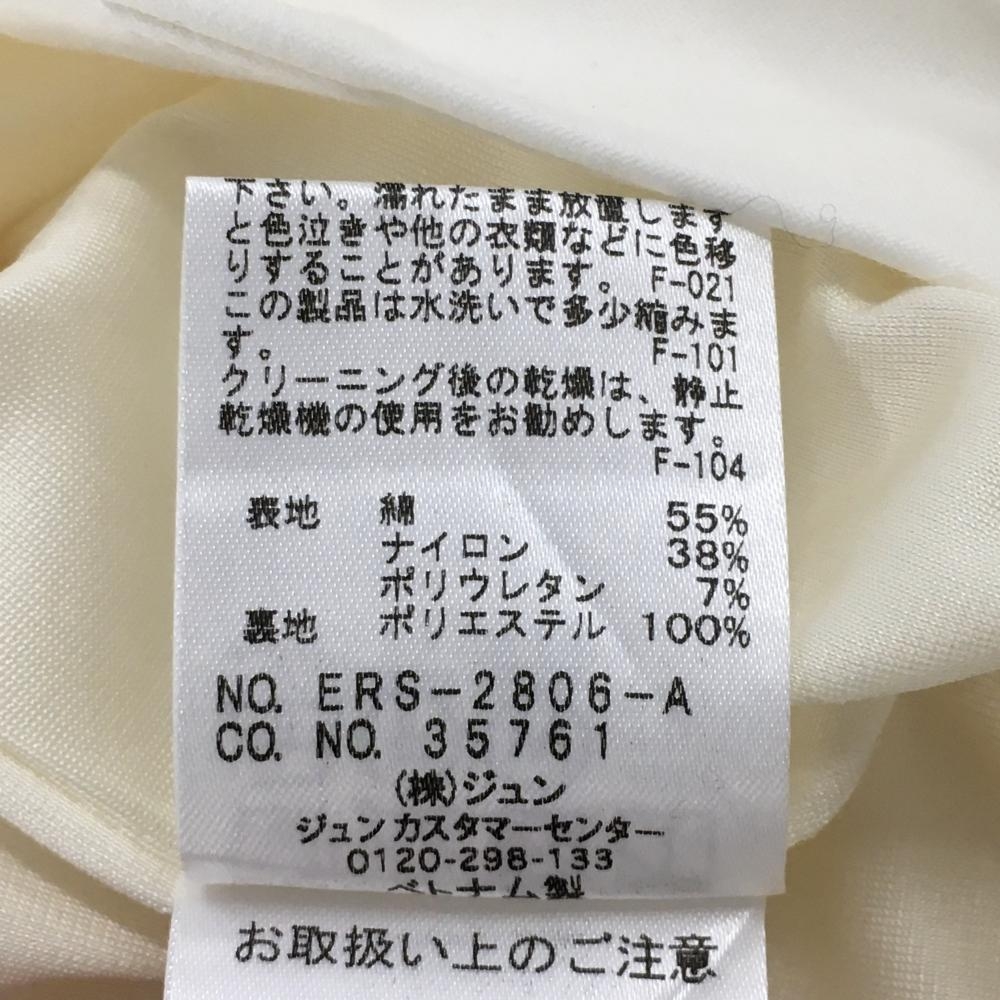 下さい。濡れたまま放置します
と色泣きや他の衣類などに色移
りすることがあります。 F-021
この製品は水洗いで多少縮みま
す。 F-101
クリーニング後の乾燥は、静止
乾燥機の使用をお勧めします。
F-104
表地 綿 55%
ナイロン 38%
ポリウレタン 7%
裏地 ポリエステル 100%
NO. ERS-2806-A
CO. NO. 35761
(株)ジュン
ジュンカスタマーセンター
0120-298-133
ベトナム製
お取扱い上のご注意